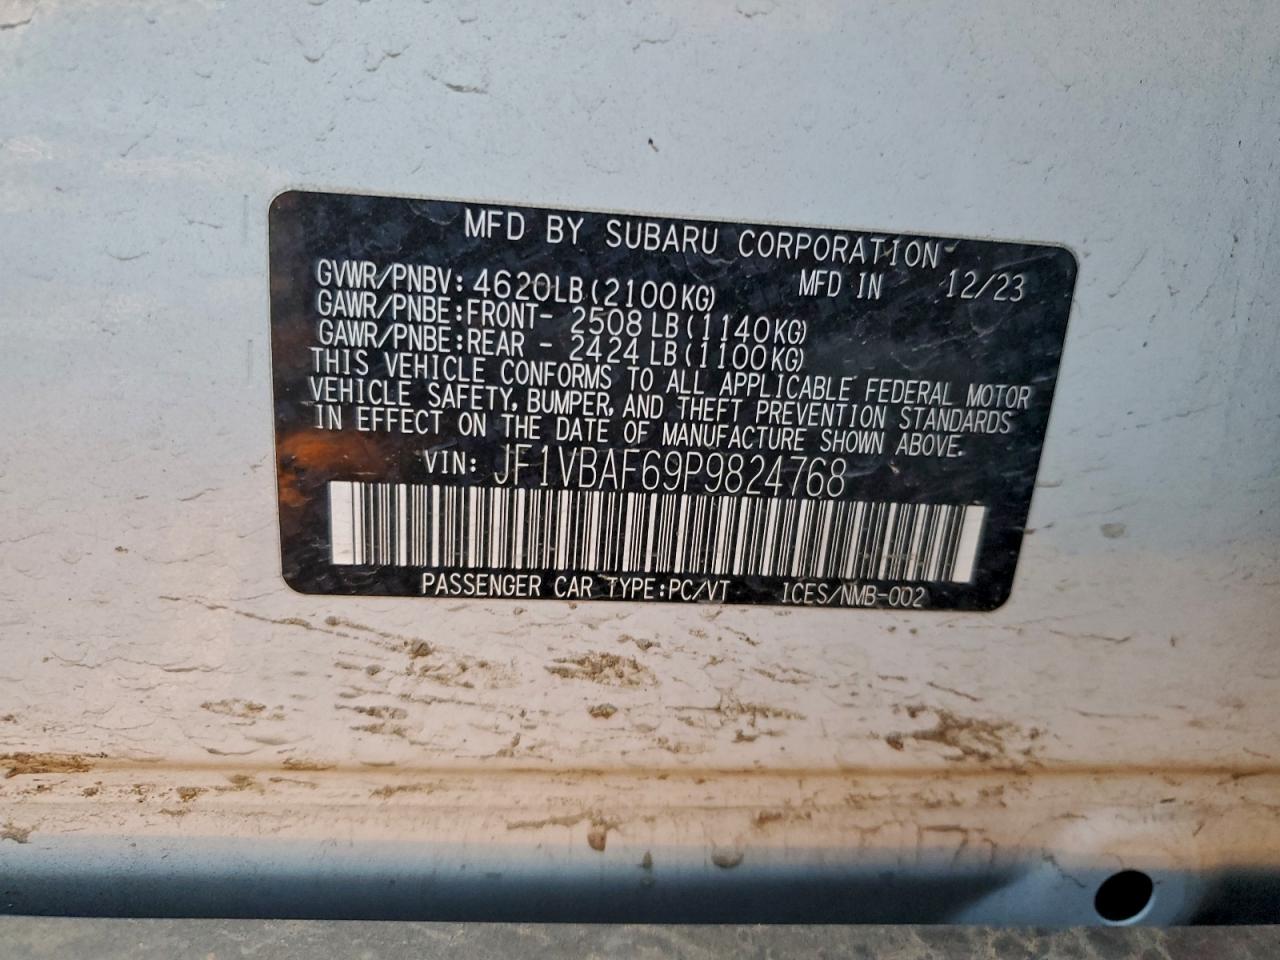 MFD BY SUBARU CORPORATION
GVWR/PNBV: 4620LB(2100KG) MFD IN 12/23
GAWR/PNBE:FRONT- 2508 LB(1140KG)
GAWR/PNBE:REAR - 2424 LB(1100KG)
THIS VEHICLE CONFORMS TO ALL APPLICABLE FEDERAL MOTOR
VEHICLE SAFETY, BUMPER, AND THEFT PREVENTION STANDARDS
IN EFFECT ON THE DATE OF MANUFACTURE SHOWN ABOVE.
VIN: JF1VBAF69P9824768
PASSENGER CAR TYPE:PC/VT ICES/NMB-002